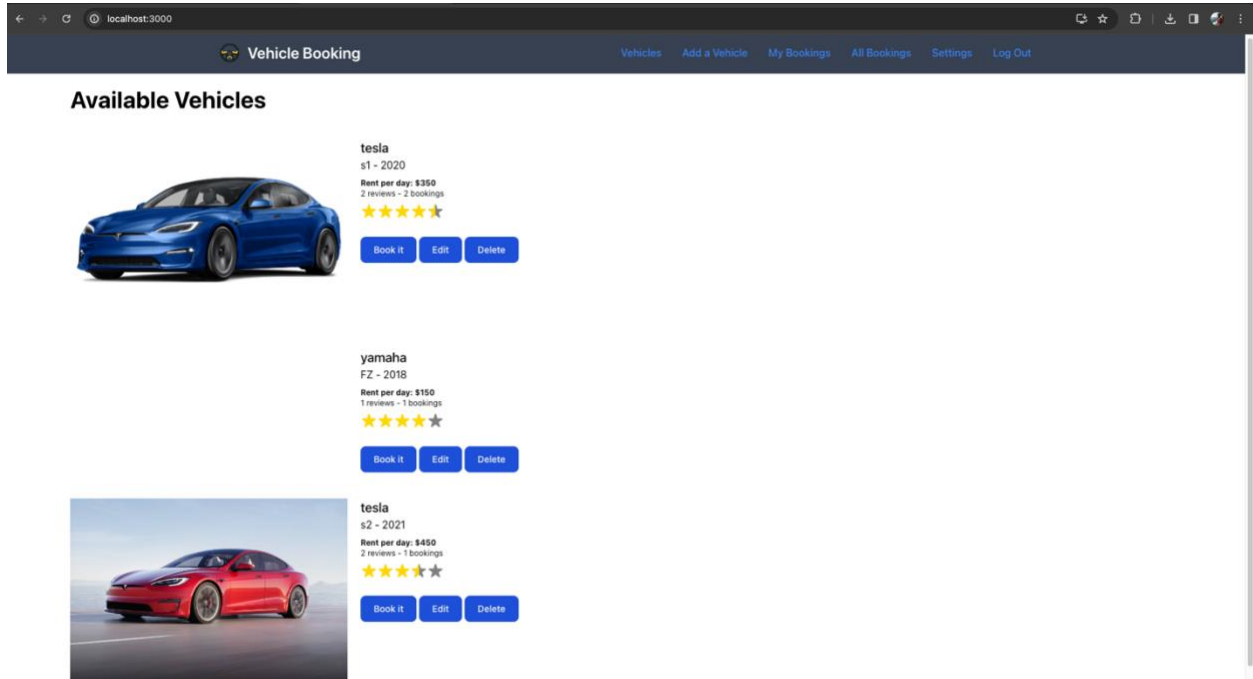 localhost:3000
Vehicle Booking Vehicles Add a Vehicle My Bookings All Bookings Settings Log Out
Available Vehicles
tesla
s1 - 2020
Rent per day: $350
2 reviews - 2 bookings
Book it Edit Delete
yamaha
FZ - 2018
Rent per day: $150
1 reviews - 1 bookings
Book it Edit Delete
tesla
s2 - 2021
Rent per day: $450
2 reviews - 1 bookings
Book it Edit Delete